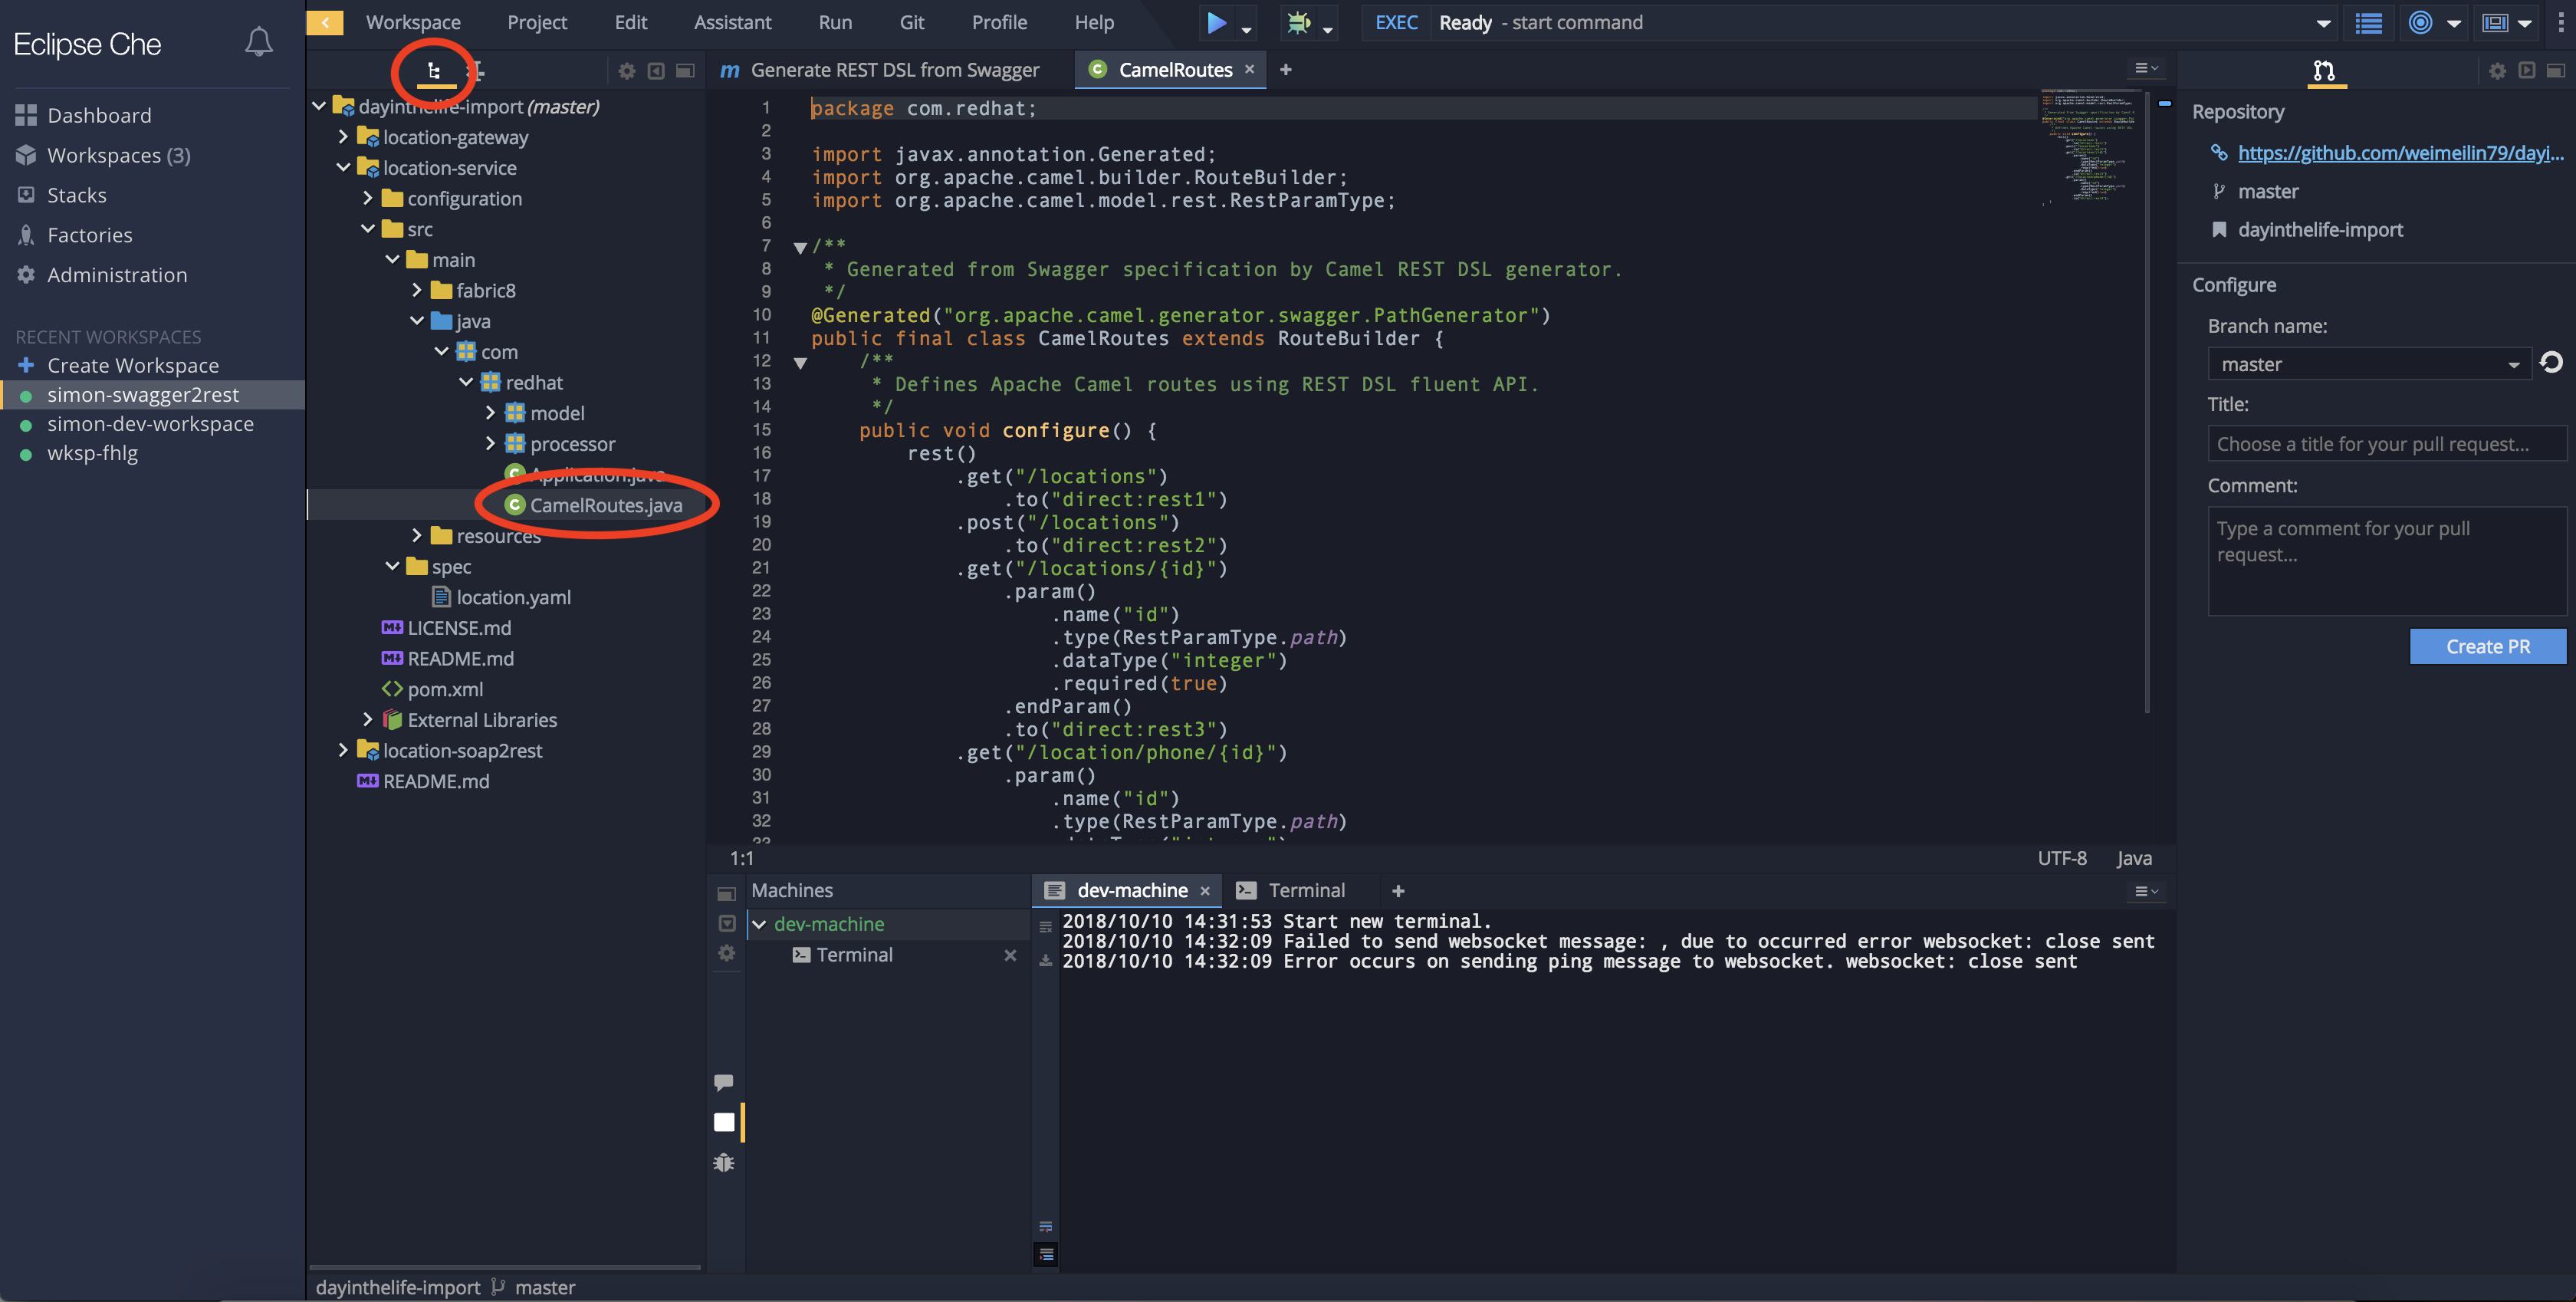 Eclipse Che
Dashboard
Workspaces (3)
Stacks
Factories
Administration
RECENT WORKSPACES
Create Workspace
simon-swagger2rest
simon-dev-workspace
wksp-fhlg
Workspace Project Edit Assistant Run Git Profile Help
EXEC Ready - start command
dayinthelife-import (master)
location-gateway
location-service
configuration
src
main
fabric8
java
com
redhat
model
processor
Application.java
CamelRoutes.java
resources
spec
location.yaml
LICENSE.md
README.md
pom.xml
External Libraries
location-soap2rest
README.md
m Generate REST DSL from Swagger
CamelRoutes × +
1 package com.redhat;
2
3 import javax.annotation.Generated;
4 import org.apache.camel.builder.RouteBuilder;
5 import org.apache.camel.model.rest.RestParamType;
6
7 /**
8 * Generated from Swagger specification by Camel REST DSL generator.
9 */
10 @Generated("org.apache.camel.generator.swagger.PathGenerator")
11 public final class CamelRoutes extends RouteBuilder {
12 /**
13 * Defines Apache Camel routes using REST DSL fluent API.
14 */
15 public void configure() {
16 rest()
17 .get("/locations")
18 .to("direct:rest1")
19 .post("/locations")
20 .to("direct:rest2")
21 .get("/locations/{id}")
22 .param()
23 .name("id")
24 .type(RestParamType.path)
25 .dataType("integer")
26 .required(true)
27 .endParam()
28 .to("direct:rest3")
29 .get("/location/phone/{id}")
30 .param()
31 .name("id")
32 .type(RestParamType.path)
1:1
UTF-8 Java
Machines
dev-machine
Terminal ×
dev-machine × Terminal +
2018/10/10 14:31:53 Start new terminal.
2018/10/10 14:32:09 Failed to send websocket message: , due to occurred error websocket: close sent
2018/10/10 14:32:09 Error occurs on sending ping message to websocket. websocket: close sent
Repository
https://github.com/weimeilin79/dayi...
master
dayinthelife-import
Configure
Branch name:
master
Title:
Choose a title for your pull request...
Comment:
Type a comment for your pull
request...
Create PR
dayinthelife-import master